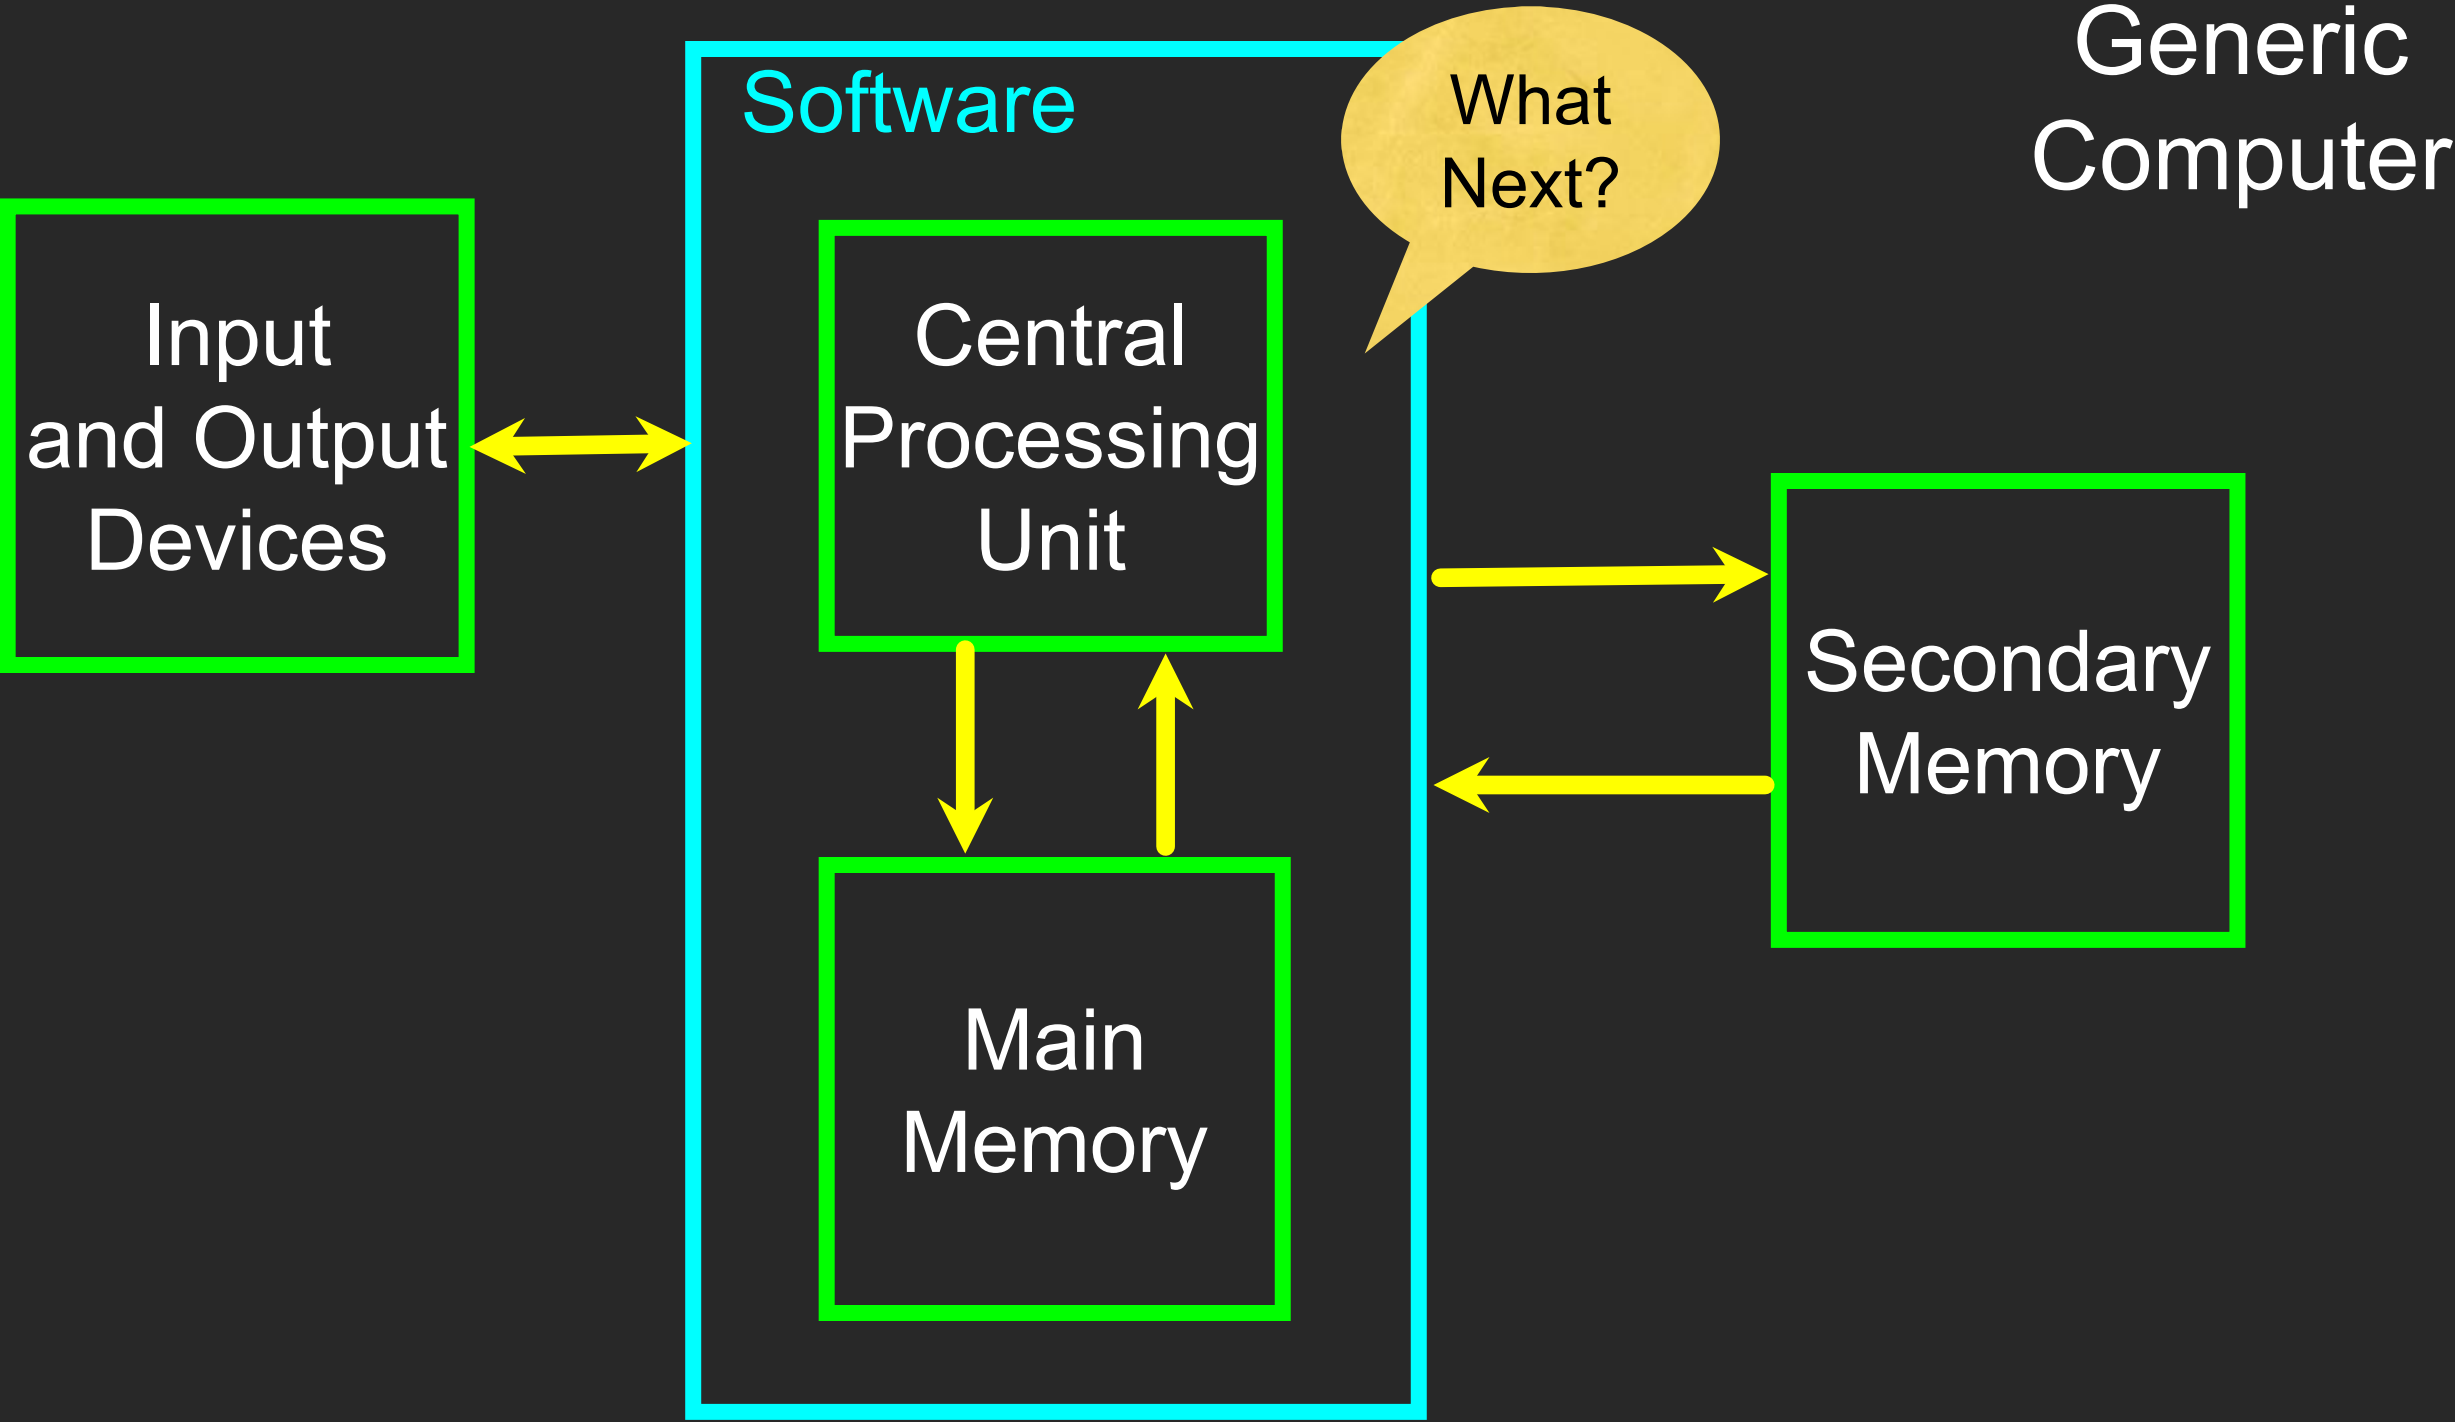 Generic
Computer
Software
What
Next?
Input
and Output
Devices
Central
Processing
Unit
Secondary
Memory
Main
Memory